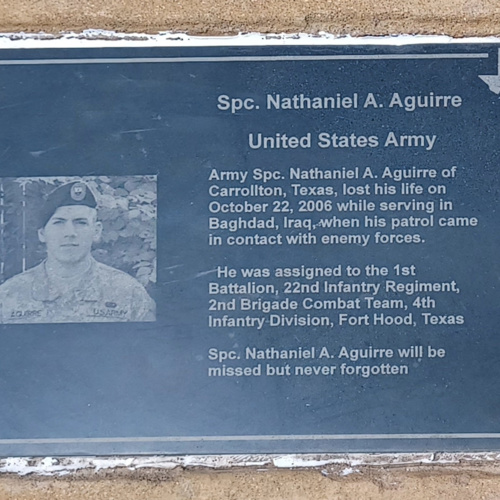 Spc. Nathaniel A. Aguirre
United States Army
Army Spc. Nathaniel A. Aguirre of
Carrollton, Texas, lost his life on
October 22, 2006 while serving in
Baghdad, Iraq, when his patrol came
in contact with enemy forces.
He was assigned to the 1st
Battalion, 22nd Infantry Regiment,
2nd Brigade Combat Team, 4th
Infantry Division, Fort Hood, Texas
Spc. Nathaniel A. Aguirre will be
missed but never forgotten
U.S. ARMY